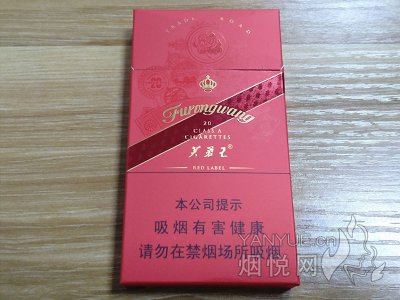 TRADE ROAD
Furongwang
20
CLASS A
CIGARETTES
芙蓉王®
RED LABEL
本公司提示
吸烟有害健康
请勿在禁烟场所吸烟
YANYUE.cn
烟悦网